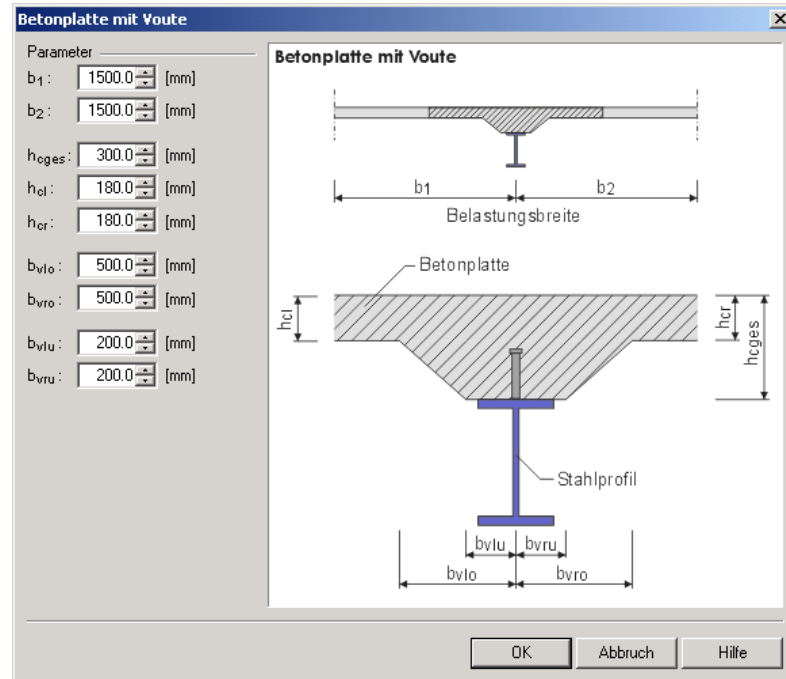 Betonplatte mit Voute
Parameter
b1: 1500.0 [mm]
b2: 1500.0 [mm]
hcges: 300.0 [mm]
hcl: 180.0 [mm]
hcr: 180.0 [mm]
bvlo: 500.0 [mm]
bvro: 500.0 [mm]
bvlu: 200.0 [mm]
bvru: 200.0 [mm]
Betonplatte mit Voute
b1 b2
Belastungsbreite
Betonplatte
hcl
hcr
hcges
Stahlprofil
bvlu bvru
bvlo bvro
OK Abbruch Hilfe